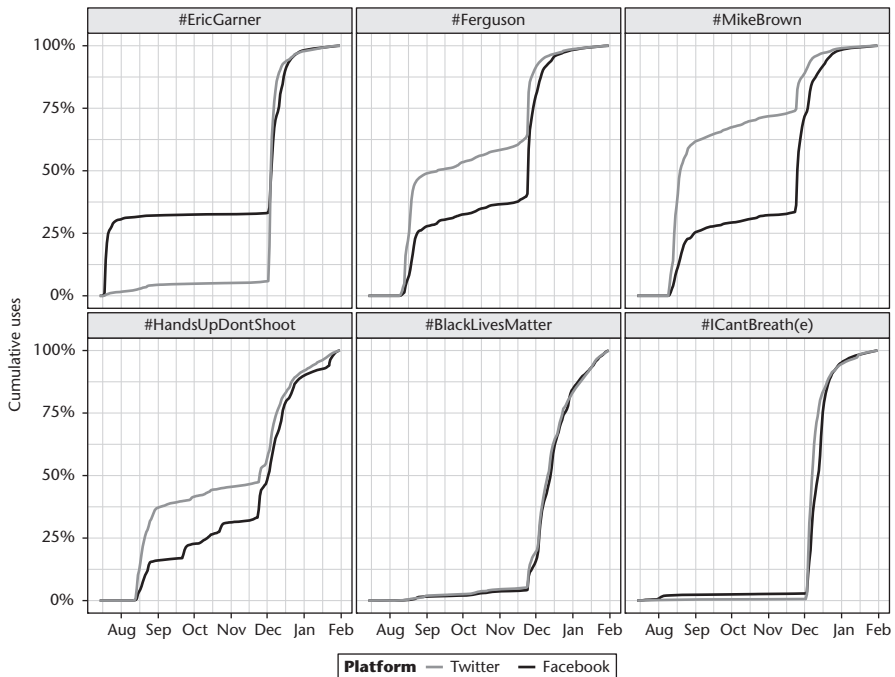 #EricGarner #Ferguson #MikeBrown
100%
75%
50%
25%
0%
#HandsUpDontShoot #BlackLivesMatter #ICantBreath(e)
100%
75%
50%
25%
0%
Cumulative uses
Aug Sep Oct Nov Dec Jan Feb Aug Sep Oct Nov Dec Jan Feb Aug Sep Oct Nov Dec Jan Feb
Platform Twitter Facebook